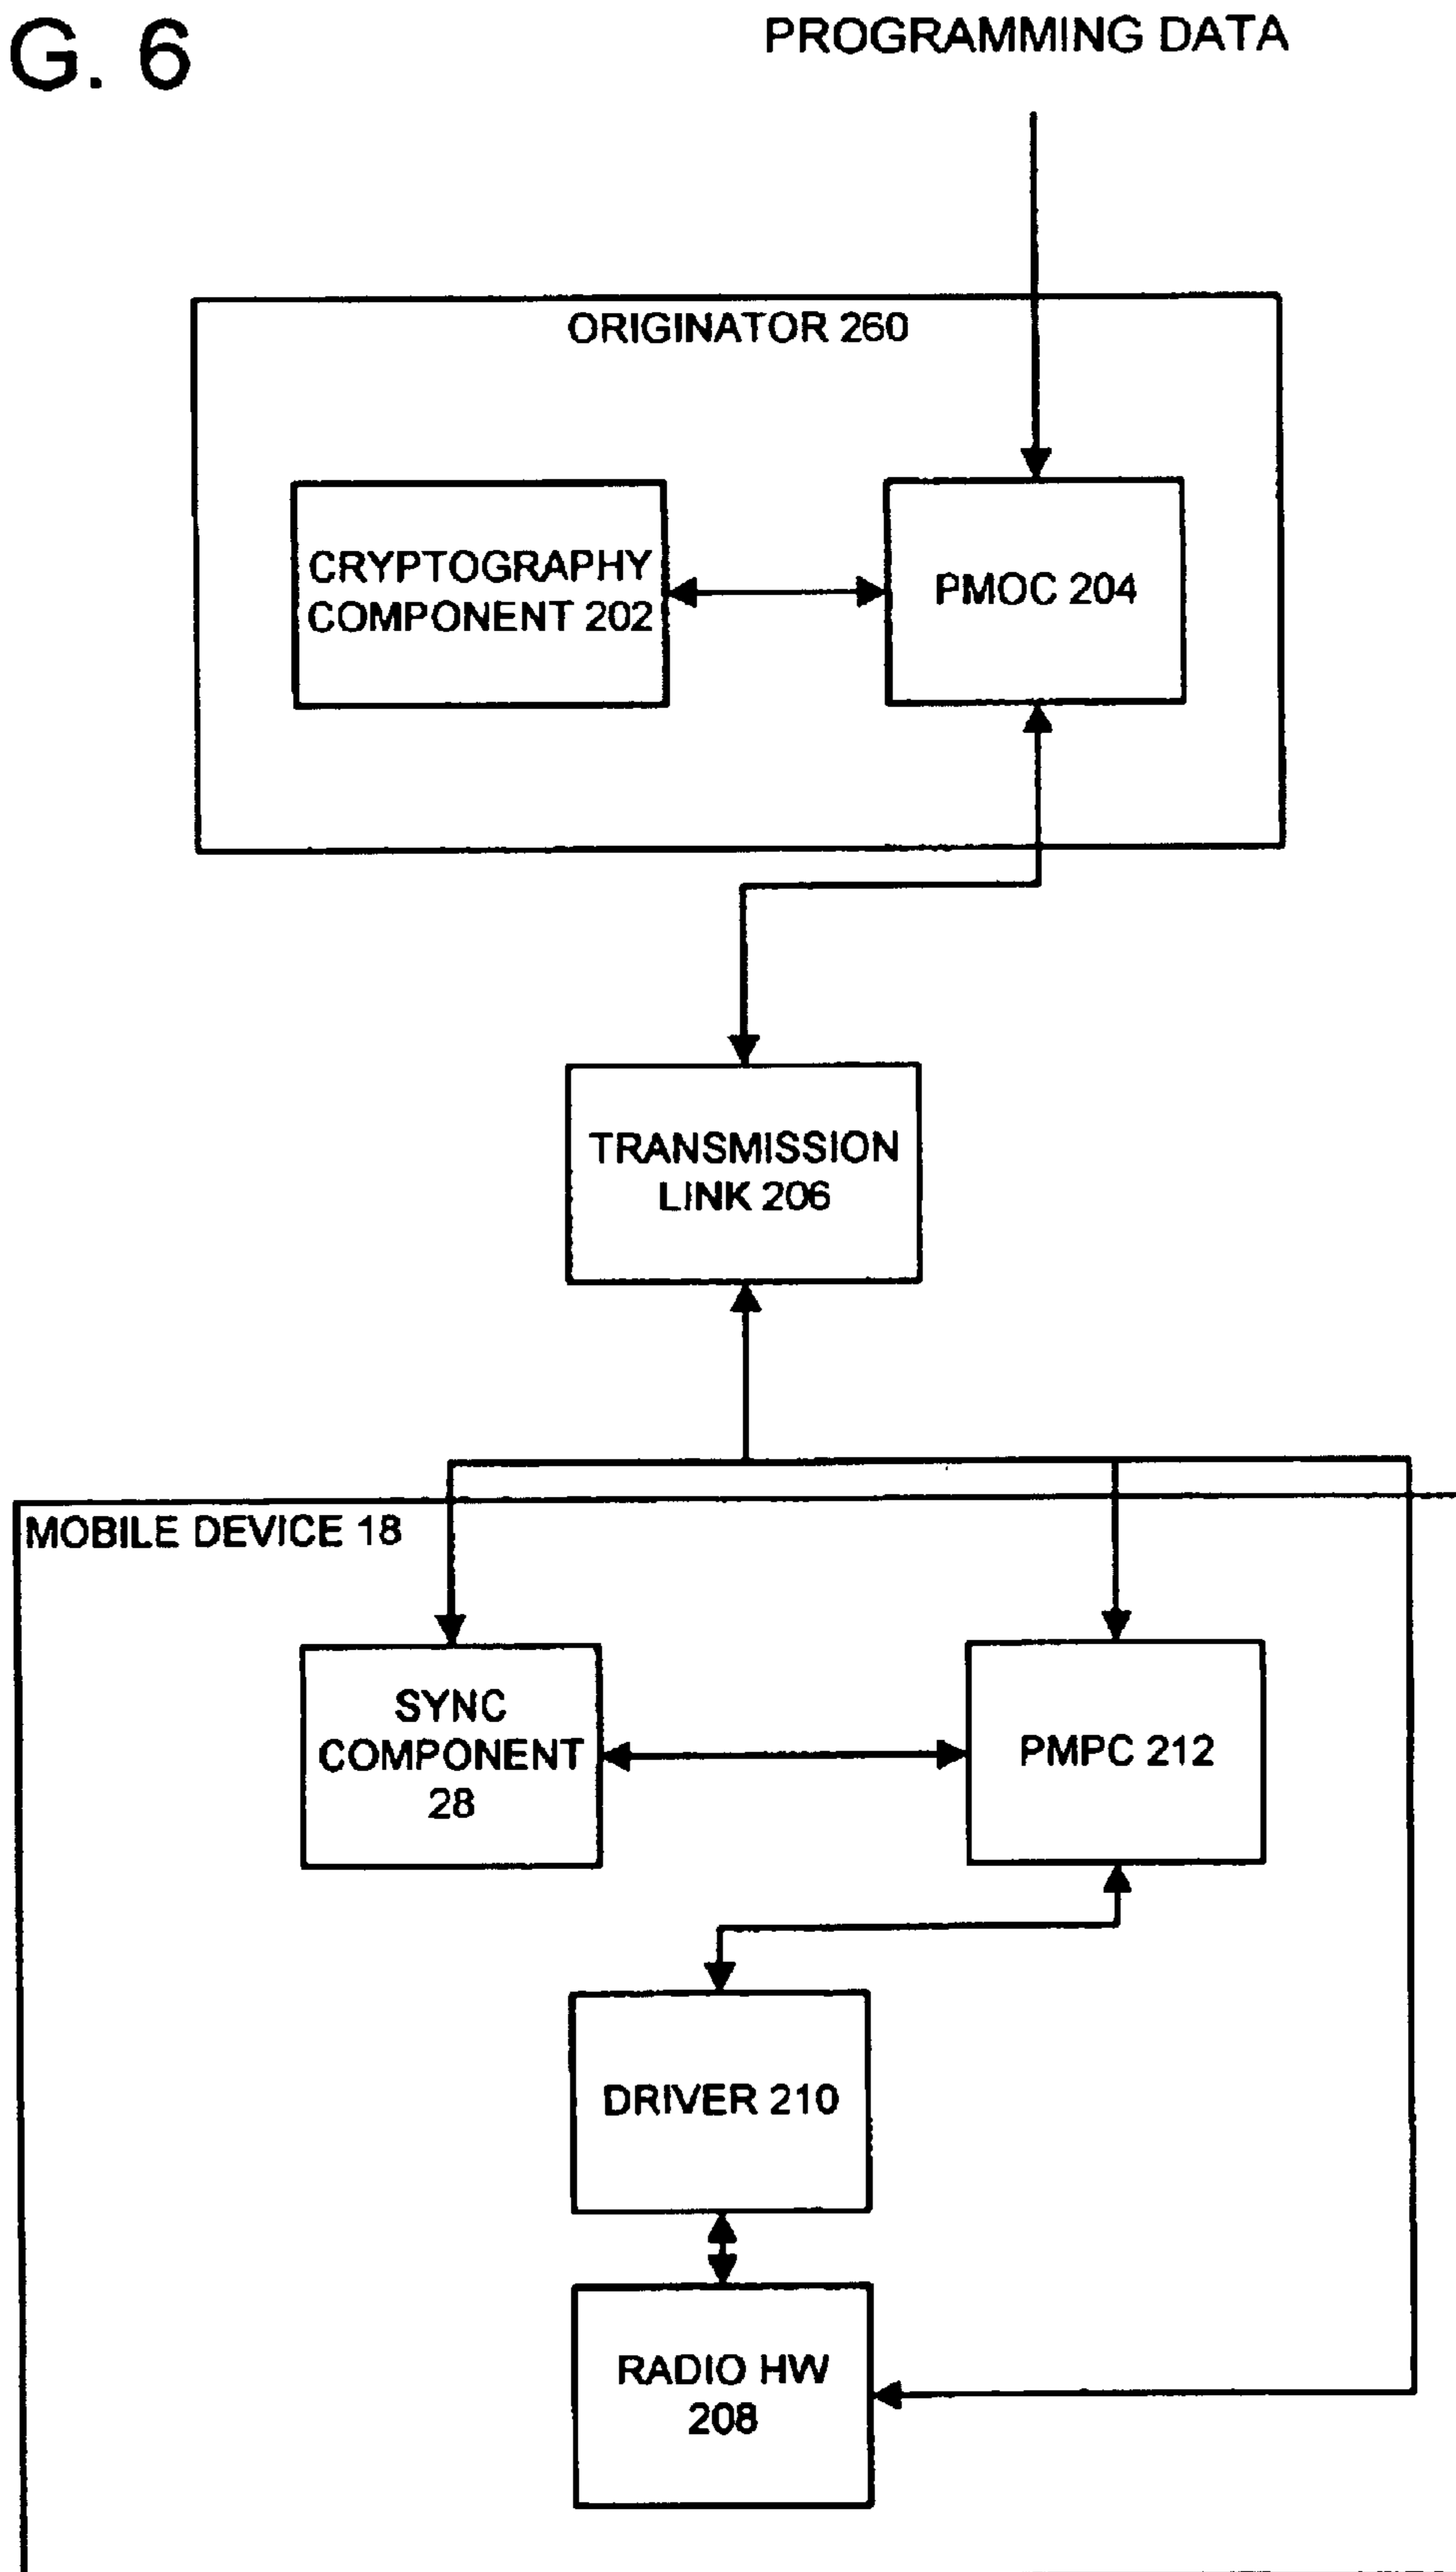 G. 6
PROGRAMMING DATA
ORIGINATOR 260
CRYPTOGRAPHY
COMPONENT 202
PMOC 204
TRANSMISSION
LINK 206
MOBILE DEVICE 18
SYNC
COMPONENT
28
PMPC 212
DRIVER 210
RADIO HW
208